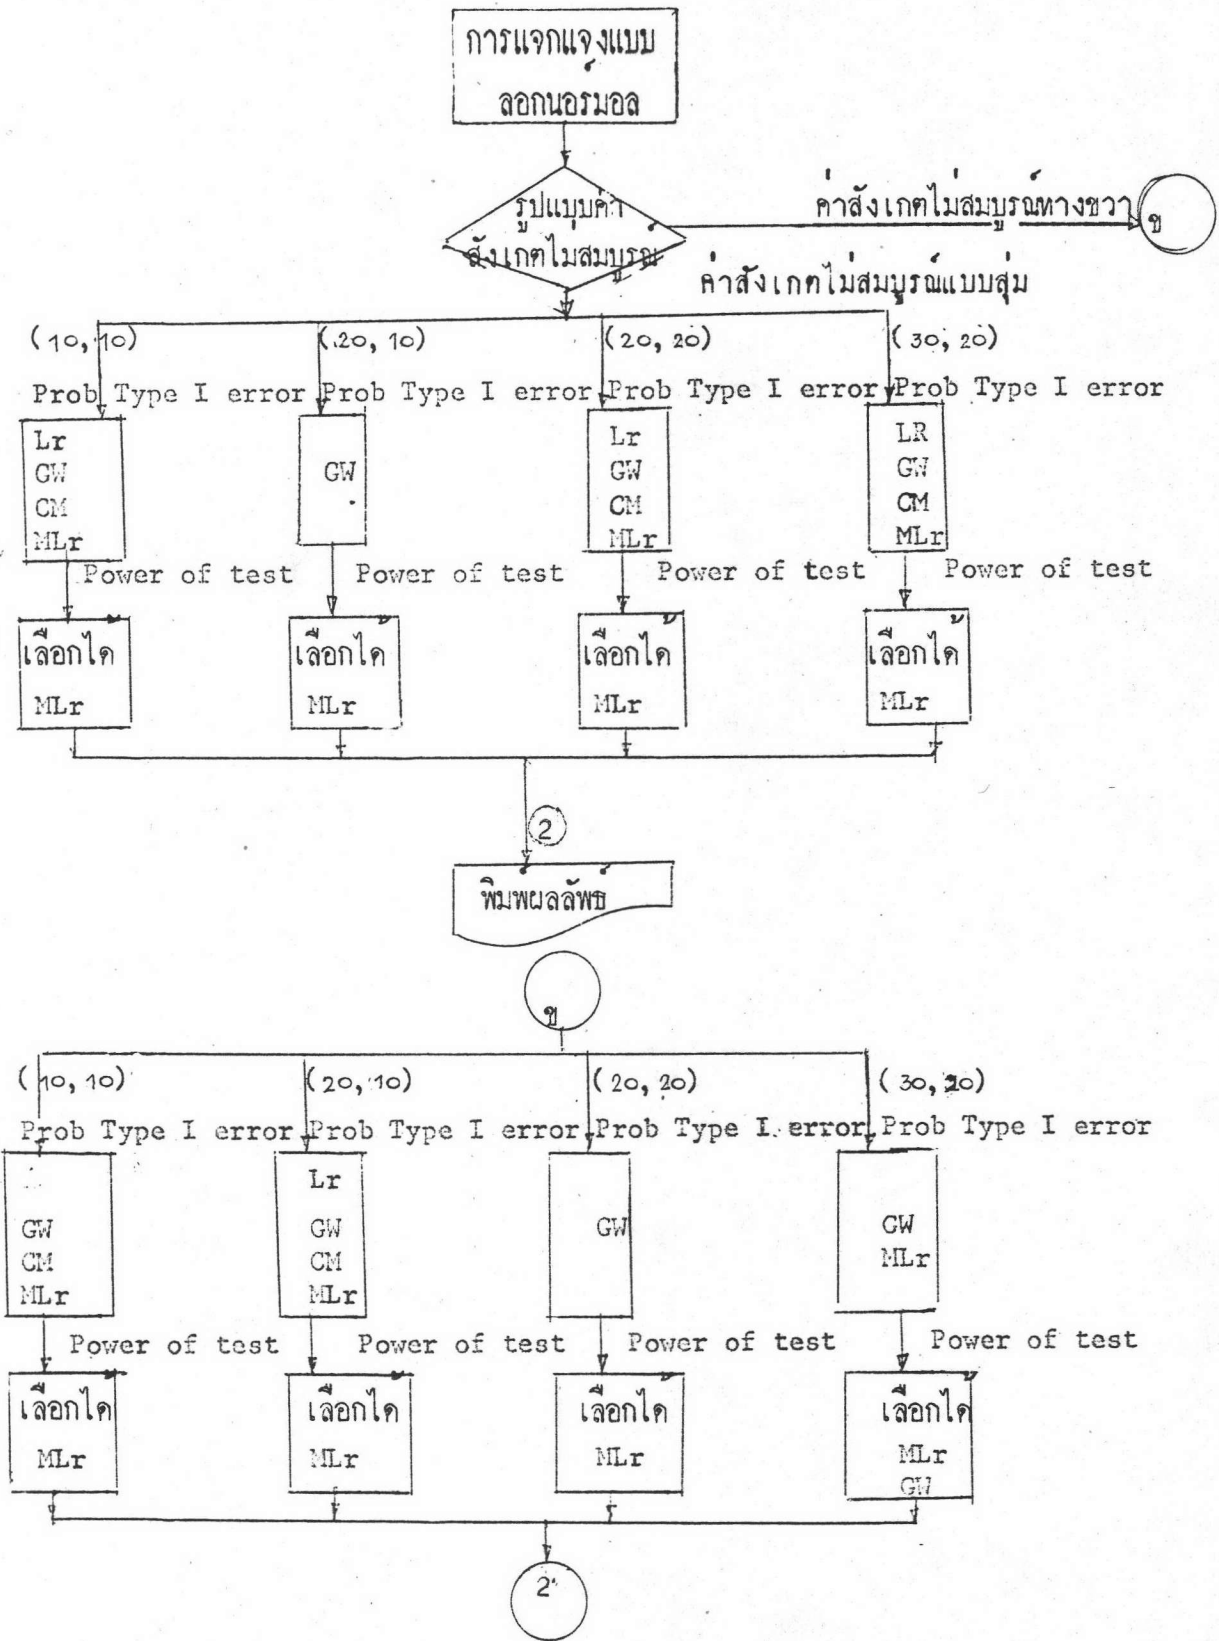 การแจกแจงแบบ
ลอกนอร์มอล
รูปแบบค่า
สังเกตไม่สมบูรณ์
ค่าสังเกตไม่สมบูรณ์ทางขวา
ข
ค่าสังเกตไม่สมบูรณ์แบบสุ่ม
(10, 10) (20, 10) (20, 20) (30, 20)
Prob Type I error Prob Type I error Prob Type I error Prob Type I error
Lr Lr LR
GW GW GW GW
CM CM CM
MLr MLr MLr
Power of test Power of test Power of test Power of test
เลือกได้ เลือกได้ เลือกได้ เลือกได้
MLr MLr MLr MLr
2
พิมพ์ผลลัพธ์
ข
(10, 10) (20, 10) (20, 20) (30, 20)
Prob Type I error Prob Type I error Prob Type I error Prob Type I error
Lr
GW GW GW GW
CM CM MLr
MLr MLr
Power of test Power of test Power of test Power of test
เลือกได้ เลือกได้ เลือกได้ เลือกได้
MLr MLr MLr MLr
GW
2